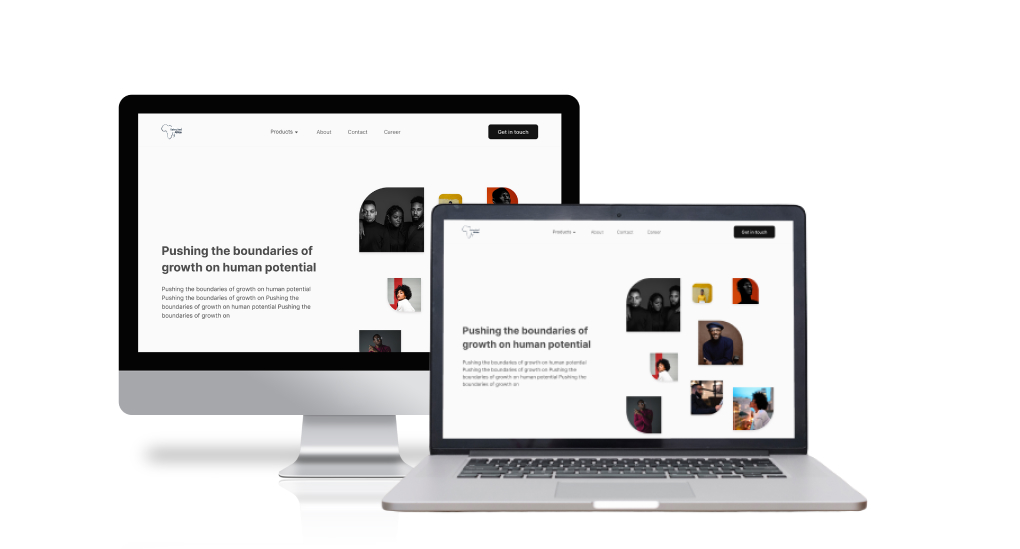 Products
About
Contact
Career
Get in touch
Pushing the boundaries of
growth on human potential
Pushing the boundaries of growth on human potential
Pushing the boundaries of growth on Pushing the
boundaries of growth on human potential Pushing the
boundaries of growth on
Products
About
Contact
Career
Get in touch
Pushing the boundaries of
growth on human potential
Pushing the boundaries of growth on human potential
Pushing the boundaries of growth on Pushing the
boundaries of growth on human potential Pushing the
boundaries of growth on